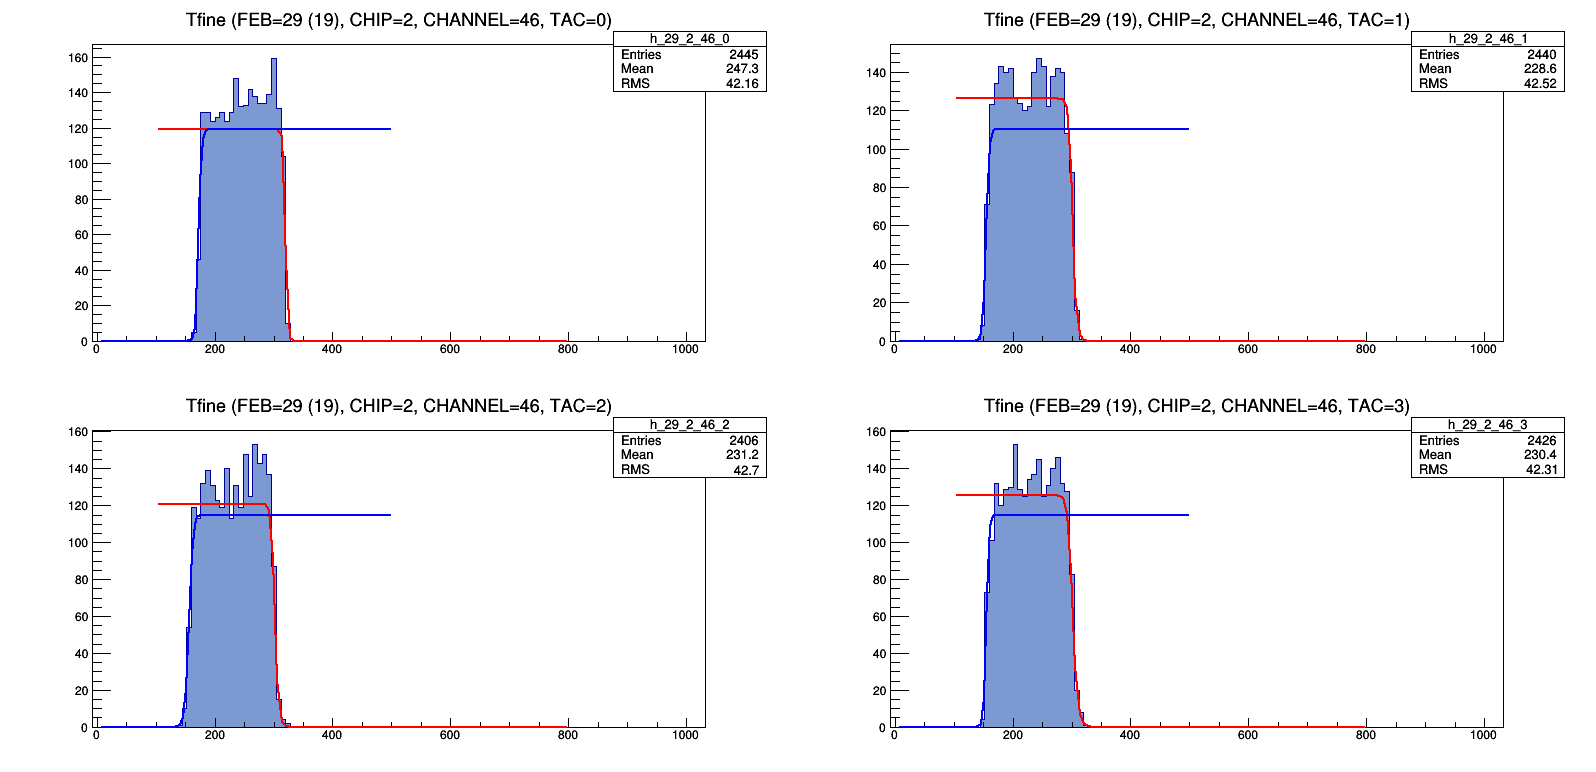 Tfine (FEB=29 (19), CHIP=2, CHANNEL=46, TAC=0)
h_29_2_46_0
Entries 2445
Mean 247.3
RMS 42.16
160
140
120
100
80
60
40
20
0
0 200 400 600 800 1000
Tfine (FEB=29 (19), CHIP=2, CHANNEL=46, TAC=1)
h_29_2_46_1
Entries 2440
Mean 228.6
RMS 42.52
140
120
100
80
60
40
20
0
0 200 400 600 800 1000
Tfine (FEB=29 (19), CHIP=2, CHANNEL=46, TAC=2)
h_29_2_46_2
Entries 2406
Mean 231.2
RMS 42.7
160
140
120
100
80
60
40
20
0
0 200 400 600 800 1000
Tfine (FEB=29 (19), CHIP=2, CHANNEL=46, TAC=3)
h_29_2_46_3
Entries 2426
Mean 230.4
RMS 42.31
160
140
120
100
80
60
40
20
0
0 200 400 600 800 1000